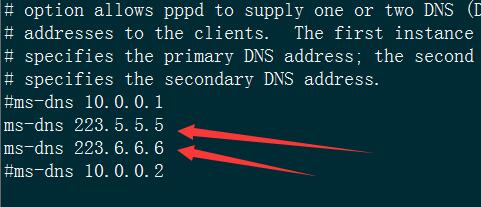 # option allows pppd to supply one or two DNS (D
# addresses to the clients.  The first instance
# specifies the primary DNS address; the second
# specifies the secondary DNS address.
#ms-dns 10.0.0.1
ms-dns 223.5.5.5
ms-dns 223.6.6.6
#ms-dns 10.0.0.2